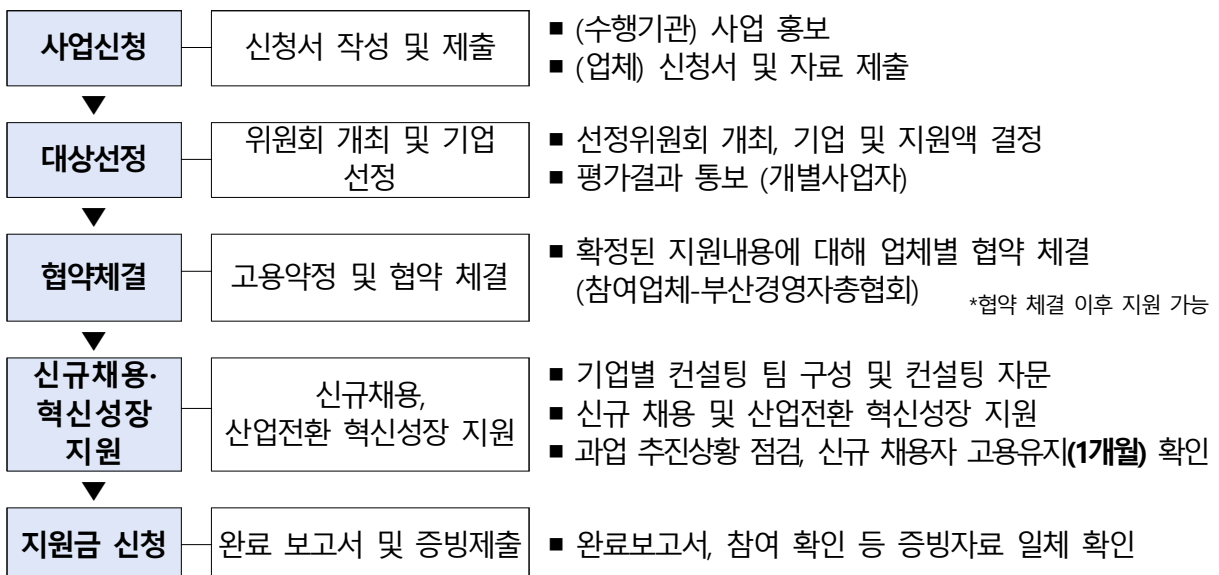 사업신청
신청서 작성 및 제출
■ (수행기관) 사업 홍보
■ (업체) 신청서 및 자료 제출
▼
대상선정
위원회 개최 및 기업
선정
■ 선정위원회 개최, 기업 및 지원액 결정
■ 평가결과 통보 (개별사업자)
▼
협약체결
고용약정 및 협약 체결
■ 확정된 지원내용에 대해 업체별 협약 체결
(참여업체-부산경영자총협회)
*협약 체결 이후 지원 가능
▼
신규채용·
혁신성장
지원
신규채용,
산업전환 혁신성장 지원
■ 기업별 컨설팅 팀 구성 및 컨설팅 자문
■ 신규 채용 및 산업전환 혁신성장 지원
■ 과업 추진상황 점검, 신규 채용자 고용유지(1개월) 확인
▼
지원금 신청
완료 보고서 및 증빙제출
■ 완료보고서, 참여 확인 등 증빙자료 일체 확인